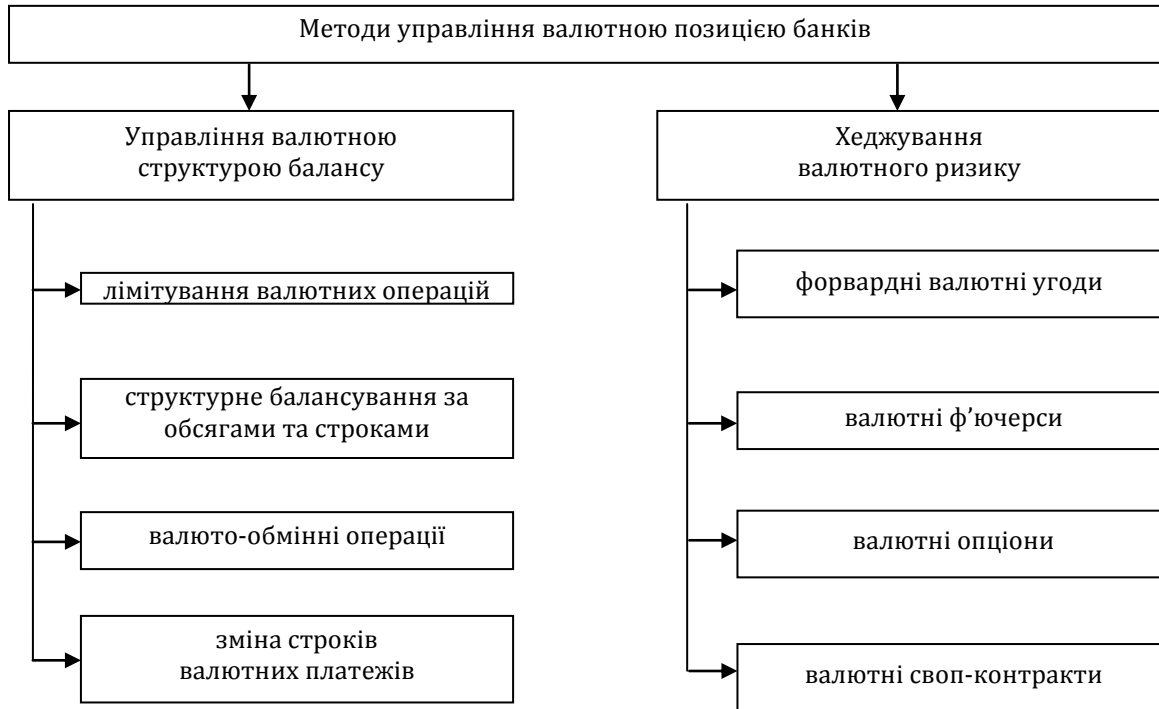 Методи управління валютною позицією банків
Управління валютною
структурою балансу
лімітування валютних операцій
структурне балансування за
обсягами та строками
валюто-обмінні операції
зміна строків
валютних платежів
Хеджування
валютного ризику
форвардні валютні угоди
валютні ф’ючерси
валютні опціони
валютні своп-контракти